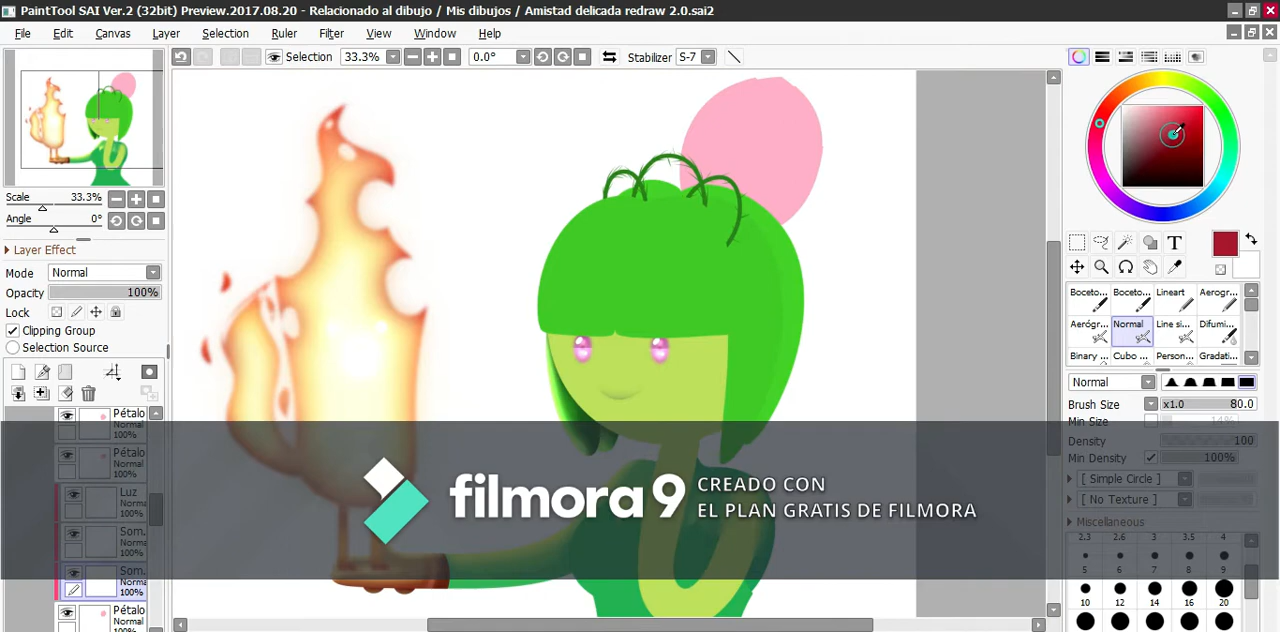 PaintTool SAI Ver.2 (32bit) Preview.2017.08.20 - Relacionado al dibujo / Mis dibujos / Amistad delicada redraw 2.0.sai2
File Edit Canvas Layer Selection Ruler Filter View Window Help
Selection 33.3% 0.0° Stabilizer S-7
Scale 33.3%
Angle 0°
Layer Effect
Mode Normal
Opacity 100%
Lock
Clipping Group
Selection Source
Pétalo
Normal
100%
Pétalo
Normal
100%
Luz
Norma
100%
Som.
Norma
100%
Som.
Norma
100%
Pétalo
Normal
100%
T
Boceto... Boceto... Lineart Aerogr...
Aerógr... Normal Line si... Difumi...
Binary ... Cubo ... Person... Gradati...
Normal
Brush Size x1.0 80.0
Min Size 14%
Density 100
Min Density 100%
[ Simple Circle ]
[ No Texture ]
Miscellaneous
2.3 2.6 3 3.5 4
5 6 7 8 9
10 12 14 16 20
filmora9
CREADO CON
EL PLAN GRATIS DE FILMORA